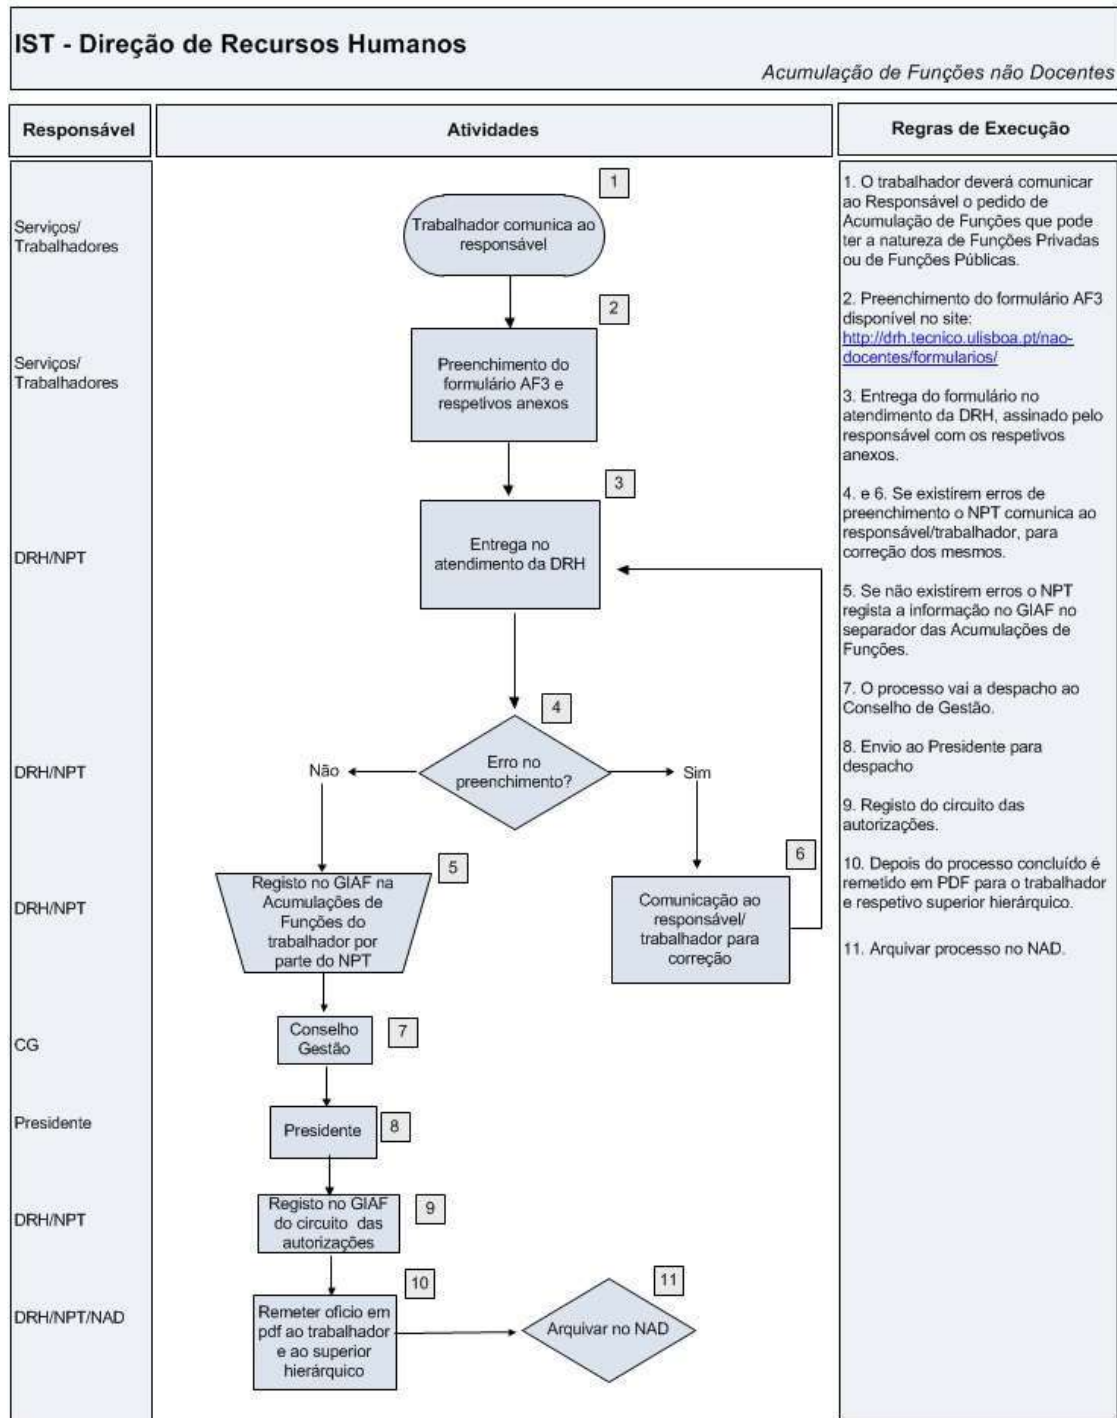 IST - Direção de Recursos Humanos
Acumulação de Funções não Docentes
Responsável
Atividades
Regras de Execução
Serviços/
Trabalhadores
1
Trabalhador comunica ao
responsável
Serviços/
Trabalhadores
2
Preenchimento do
formulário AF3 e
respetivos anexos
DRH/NPT
3
Entrega no
atendimento da DRH
DRH/NPT
4
Erro no
preenchimento?
Não
Sim
DRH/NPT
5
Registo no GIAF na
Acumulações de
Funções do
trabalhador por
parte do NPT
6
Comunicação ao
responsável/
trabalhador para
correção
CG
Conselho
Gestão
7
Presidente
Presidente
8
DRH/NPT
Registo no GIAF
do circuito das
autorizações
9
DRH/NPT/NAD
10
Remeter oficio em
pdf ao trabalhador
e ao superior
hierárquico
11
Arquivar no NAD
1. O trabalhador deverá comunicar
ao Responsável o pedido de
Acumulação de Funções que pode
ter a natureza de Funções Privadas
ou de Funções Públicas.
2. Preenchimento do formulário AF3
disponível no site:
http://drh.tecnico.ulisboa.pt/nao-
docentes/formularios/
3. Entrega do formulário no
atendimento da DRH, assinado pelo
responsável com os respetivos
anexos.
4. e 6. Se existirem erros de
preenchimento o NPT comunica ao
responsável/trabalhador, para
correção dos mesmos.
5. Se não existirem erros o NPT
regista a informação no GIAF no
separador das Acumulações de
Funções.
7. O processo vai a despacho ao
Conselho de Gestão.
8. Envio ao Presidente para
despacho
9. Registo do circuito das
autorizações.
10. Depois do processo concluído é
remetido em PDF para o trabalhador
e respetivo superior hierárquico.
11. Arquivar processo no NAD.